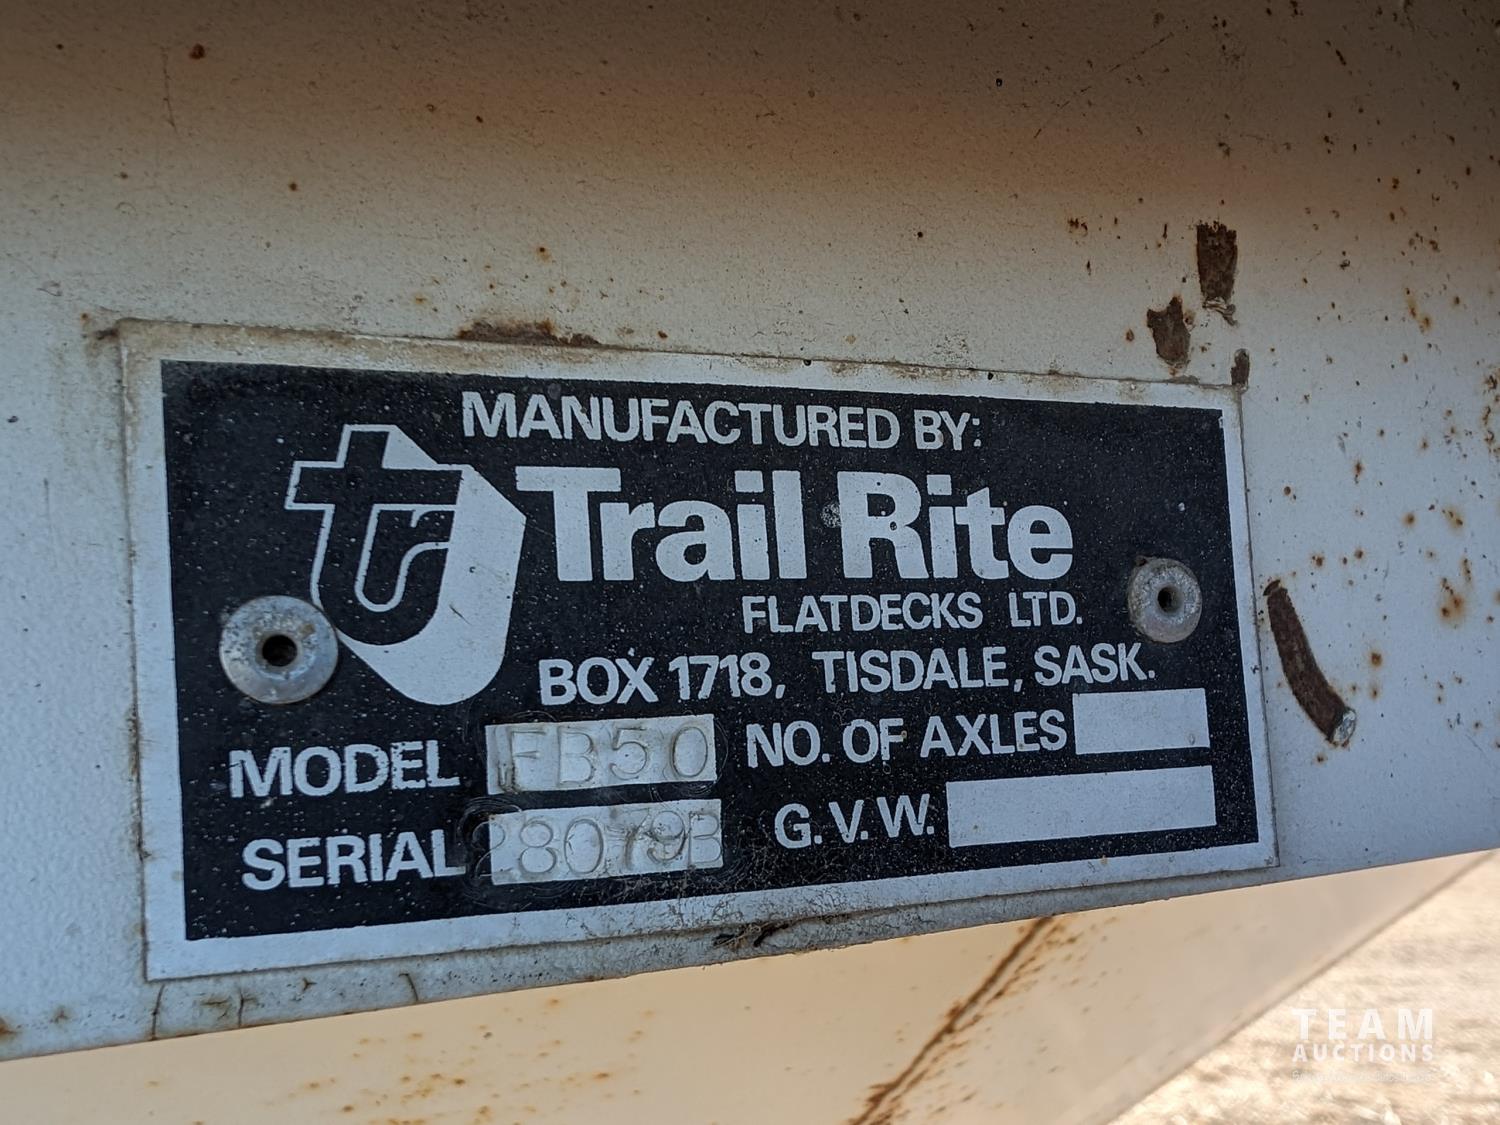 MANUFACTURED BY:
tr
Trail Rite
FLATDECKS LTD.
BOX 1718, TISDALE, SASK.
MODEL FB50 NO. OF AXLES
SERIAL 28079B G.V.W.
TEAM
AUCTIONS